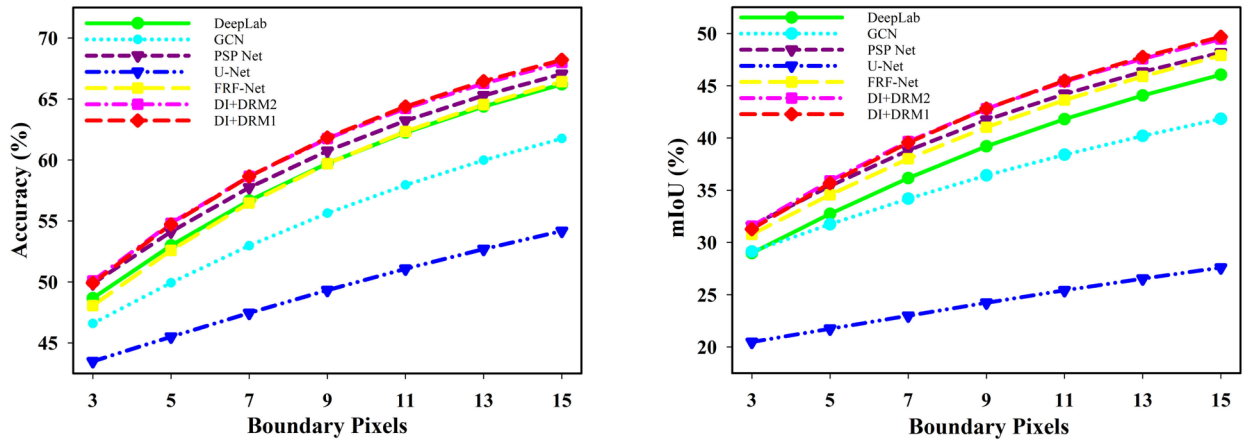 DeepLab
GCN
PSP Net
U-Net
FRF-Net
DI+DRM2
DI+DRM1
Accuracy (%)
70
65
60
55
50
45
3 5 7 9 11 13 15
Boundary Pixels
DeepLab
GCN
PSP Net
U-Net
FRF-Net
DI+DRM2
DI+DRM1
mIoU (%)
50
45
40
35
30
25
20
3 5 7 9 11 13 15
Boundary Pixels